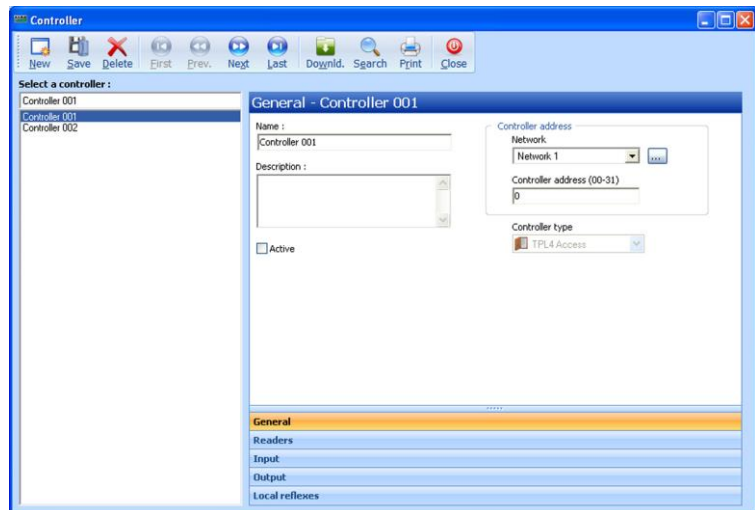 Controller
New Save Delete First Prev. Next Last Downld. Search Print Close
Select a controller :
Controller 001
Controller 001
Controller 002
General - Controller 001
Name :
Controller 001
Description :
Active
Controller address
Network
Network 1
...
Controller address (00-31)
0
Controller type
TPL4 Access
General
Readers
Input
Output
Local reflexes